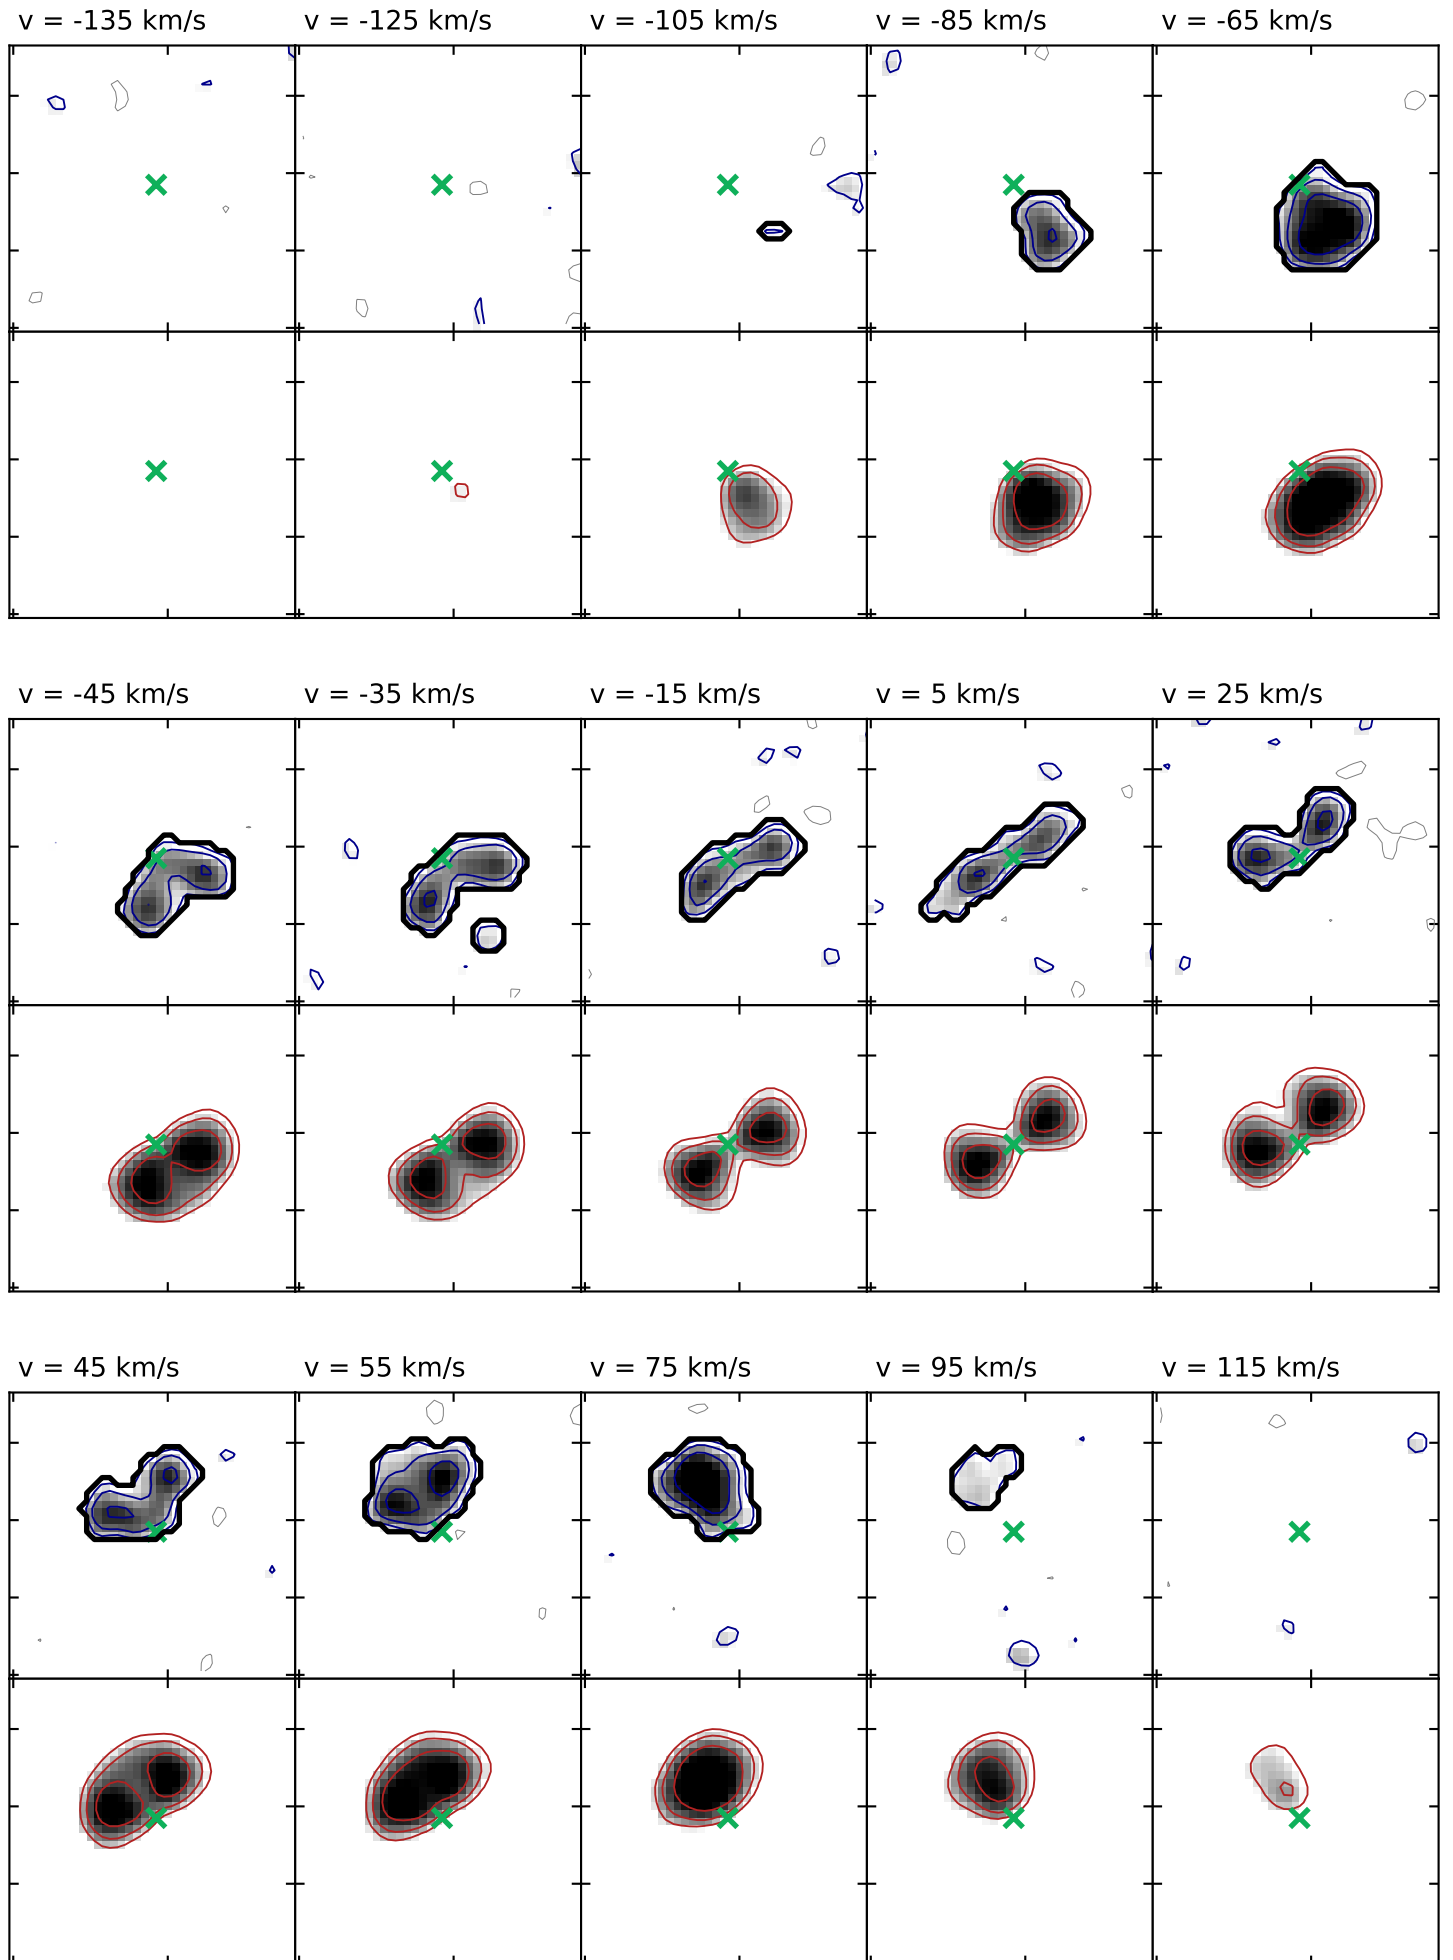 v = -135 km/s
v = -125 km/s
v = -105 km/s
v = -85 km/s
v = -65 km/s
v = -45 km/s
v = -35 km/s
v = -15 km/s
v = 5 km/s
v = 25 km/s
v = 45 km/s
v = 55 km/s
v = 75 km/s
v = 95 km/s
v = 115 km/s